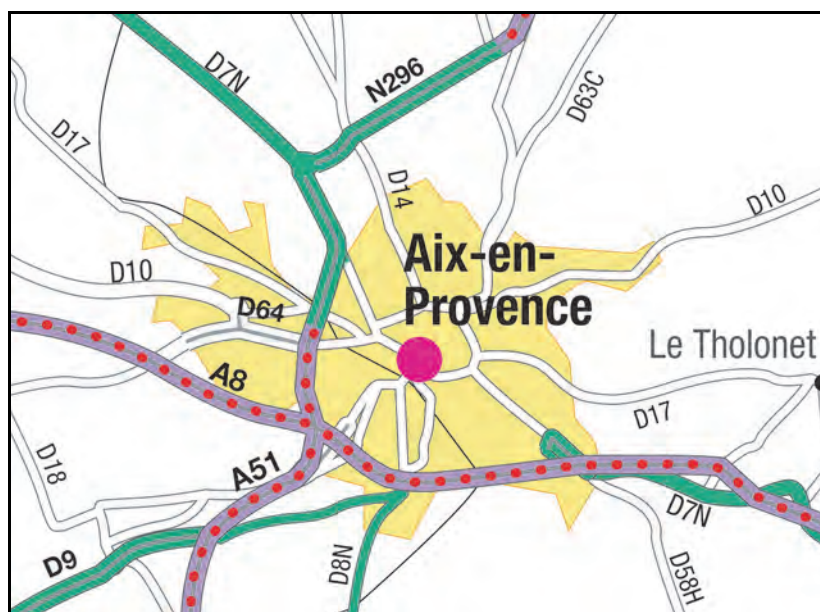 D7N
N296
D63C
D17
D14
D10
Aix-en-
Provence
D10
D64
Le Tholonet
A8
D17
D18
A51
D7N
D9
D8N
D58H